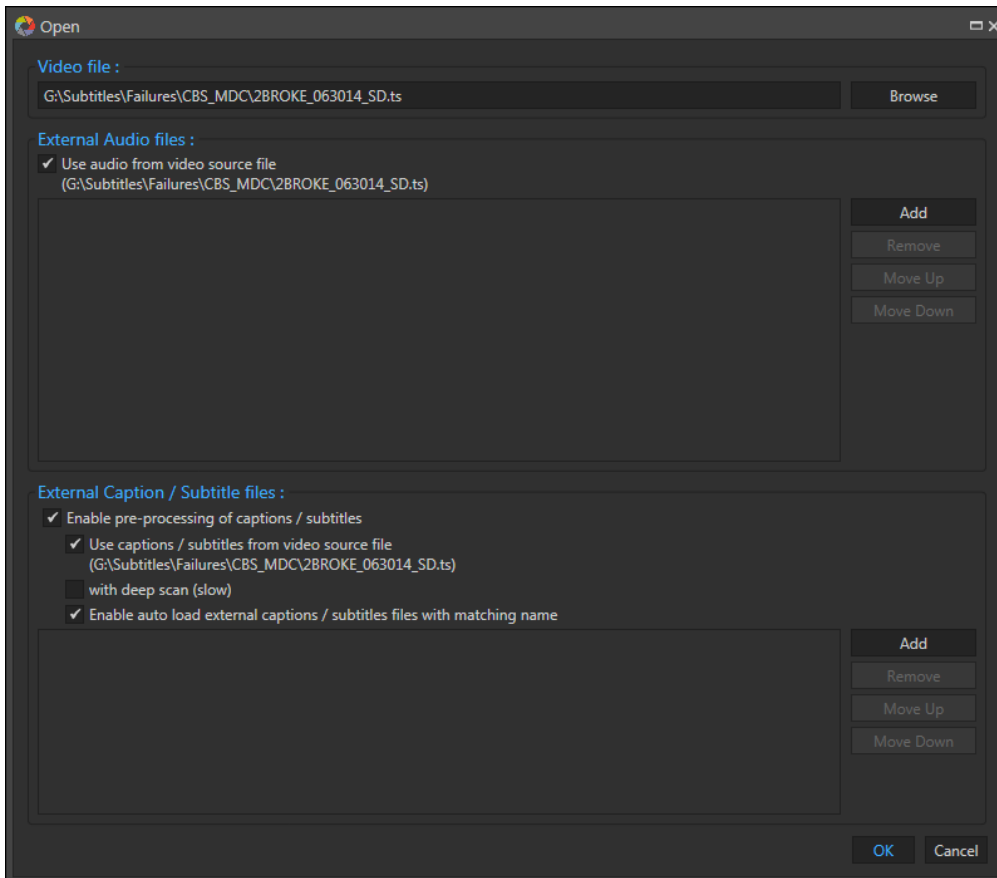 Open
Video file :
G:\Subtitles\Failures\CBS_MDC\2BROKE_063014_SD.ts
Browse
External Audio files :
Use audio from video source file
(G:\Subtitles\Failures\CBS_MDC\2BROKE_063014_SD.ts)
Add
Remove
Move Up
Move Down
External Caption / Subtitle files :
Enable pre-processing of captions / subtitles
Use captions / subtitles from video source file
(G:\Subtitles\Failures\CBS_MDC\2BROKE_063014_SD.ts)
with deep scan (slow)
Enable auto load external captions / subtitles files with matching name
Add
Remove
Move Up
Move Down
OK
Cancel